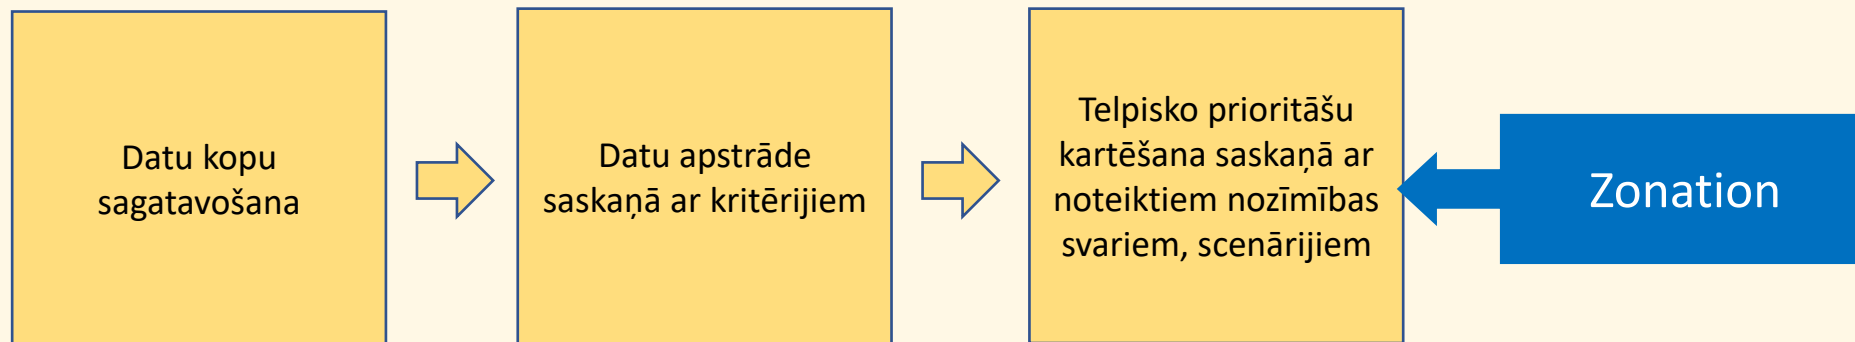 Datu kopu
sagatavošana
Datu apstrāde
saskaņā ar kritērijiem
Telpisko prioritāšu
kartēšana saskaņā ar
noteiktiem nozīmības
svariem, scenārijiem
Zonation